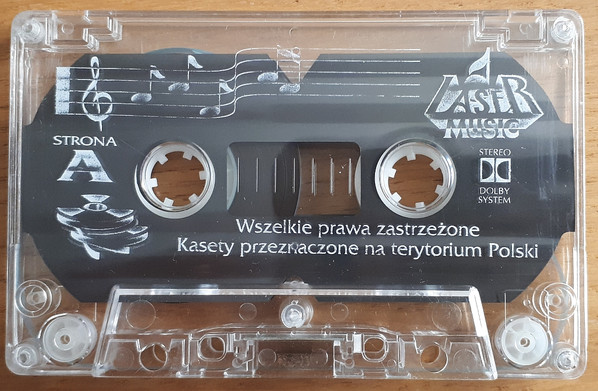 STRONA
A
LASER
MUSIC
STEREO
DOLBY
SYSTEM
Wszelkie prawa zastrzeżone
Kasety przeznaczone na terytorium Polski